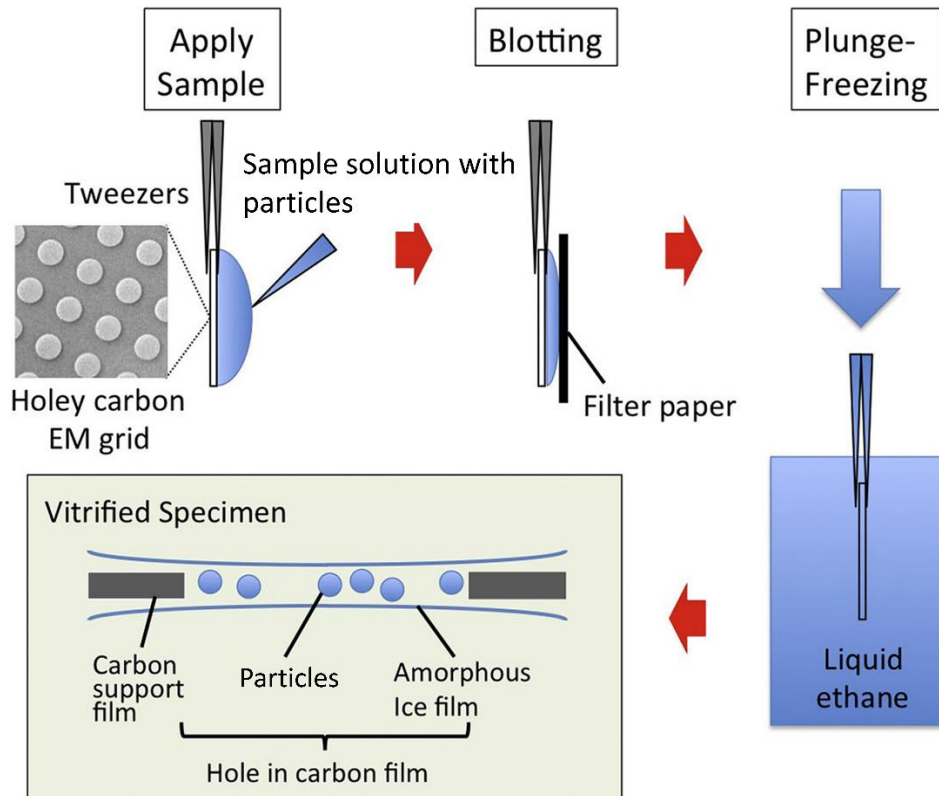 Apply
Sample
Blotting
Plunge-
Freezing
Tweezers
Sample solution with
particles
Holey carbon
EM grid
Filter paper
Liquid
ethane
Vitrified Specimen
Carbon
support
film
Particles
Amorphous
Ice film
Hole in carbon film